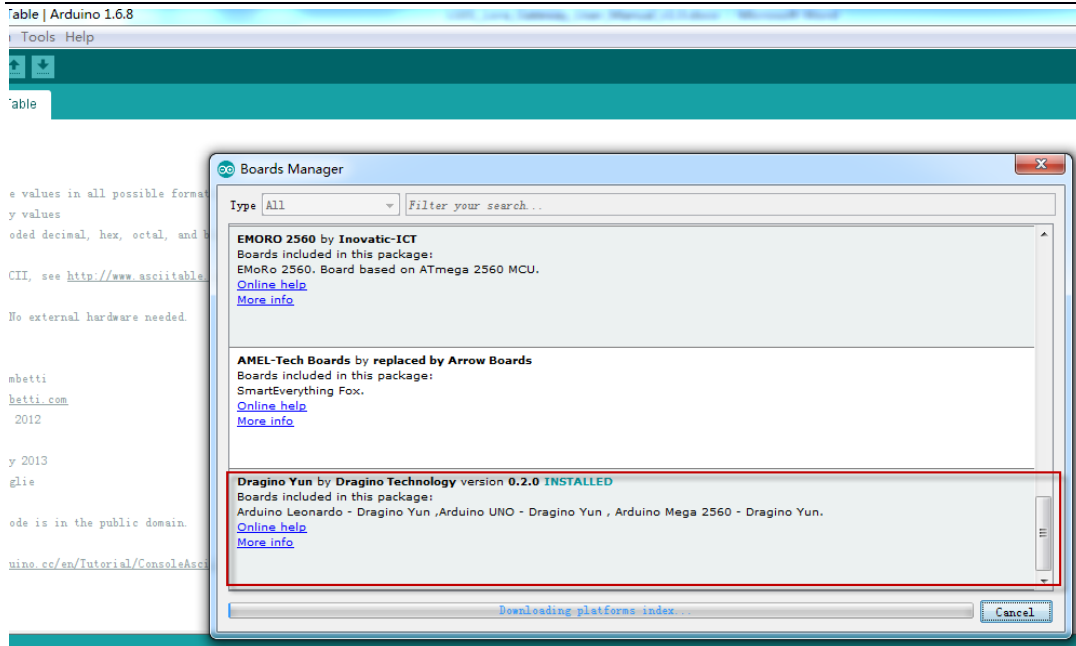 Table | Arduino 1.6.8
Tools Help
Table
e values in all possible format
y values
oded decimal, hex, octal, and b
CII, see http://www.asciitable.
No external hardware needed.
mbetti
betti.com
2012
y 2013
glie
ode is in the public domain.
uino.cc/en/Tutorial/ConsoleAsci
Boards Manager
Type All Filter your search...
EMORO 2560 by Inovatic-ICT
Boards included in this package:
EMoRo 2560. Board based on ATmega 2560 MCU.
Online help
More info
AMEL-Tech Boards by replaced by Arrow Boards
Boards included in this package:
SmartEverything Fox.
Online help
More info
Dragino Yun by Dragino Technology version 0.2.0 INSTALLED
Boards included in this package:
Arduino Leonardo - Dragino Yun ,Arduino UNO - Dragino Yun , Arduino Mega 2560 - Dragino Yun.
Online help
More info
Downloading platforms index...
Cancel